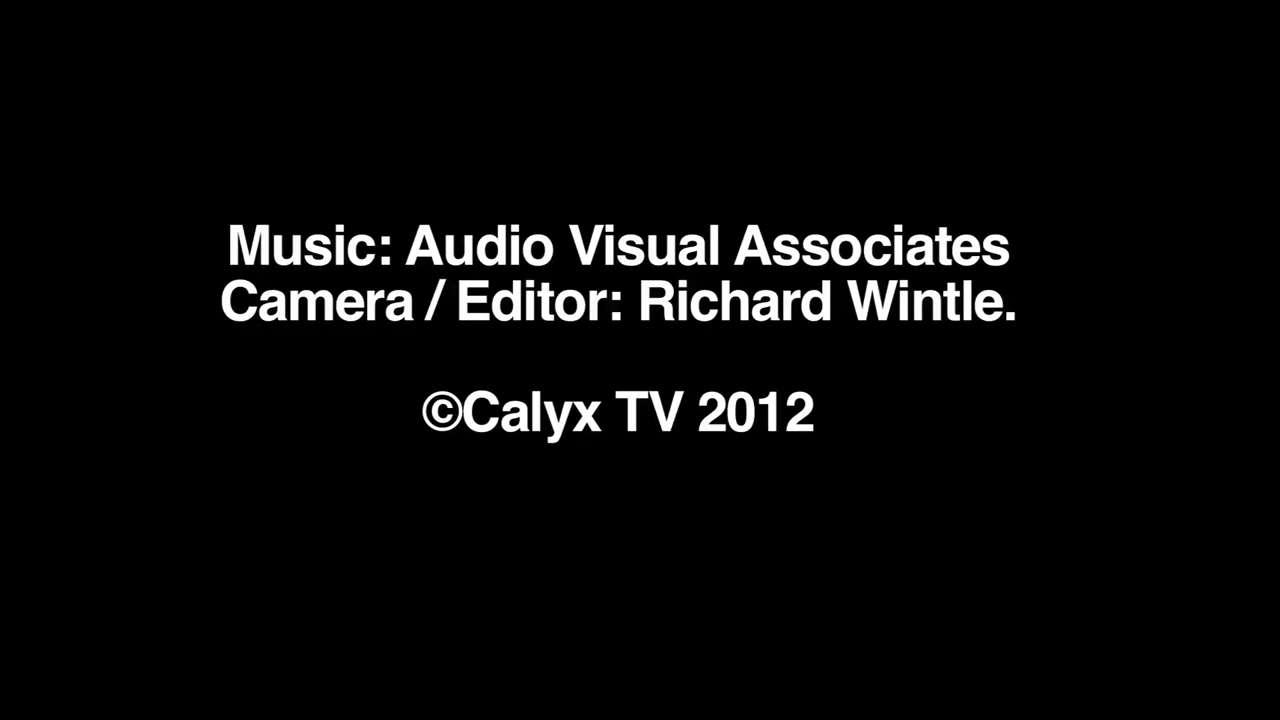 Music: Audio Visual Associates
Camera / Editor: Richard Wintle.
©Calyx TV 2012